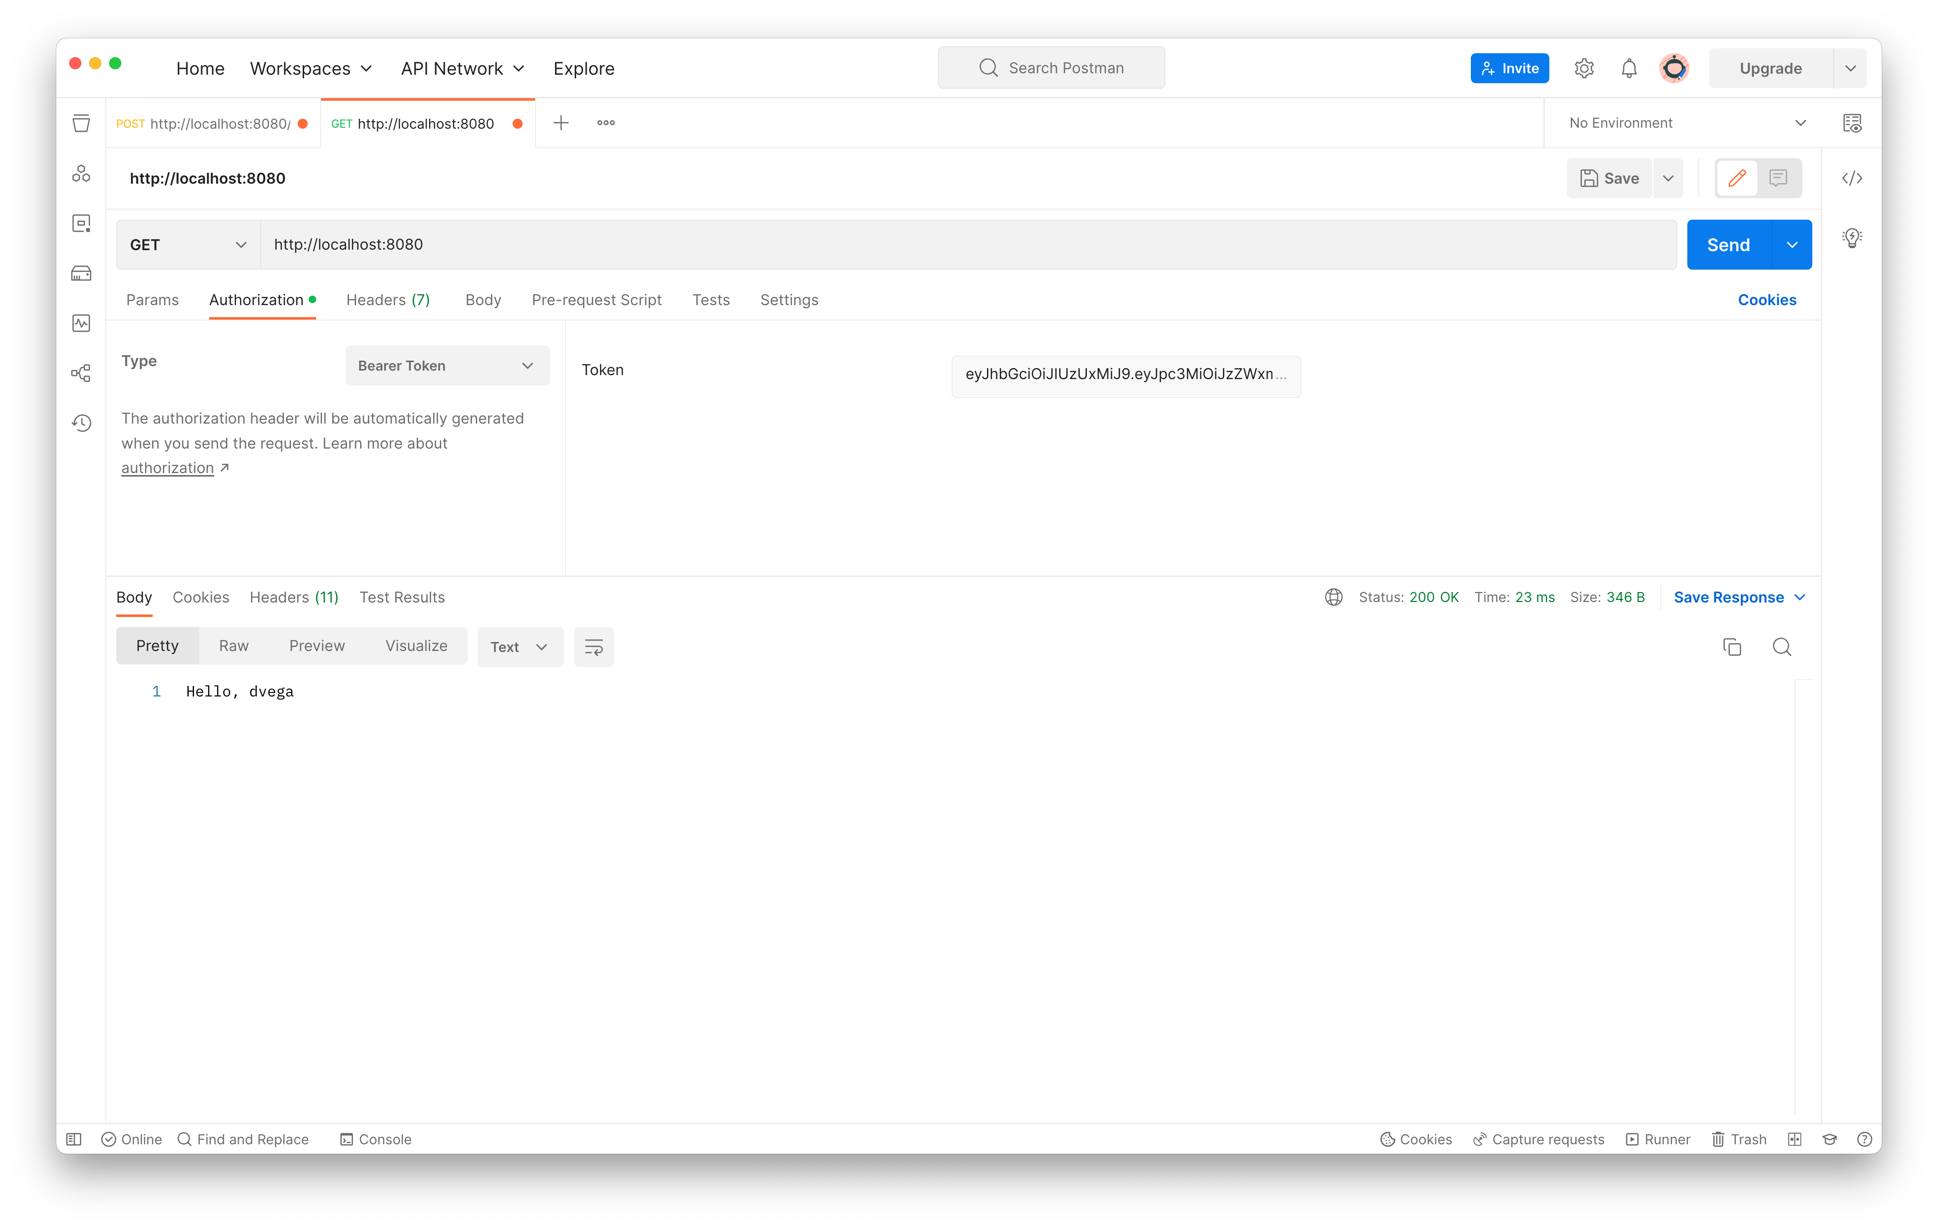 Home Workspaces API Network Explore Search Postman Invite Upgrade
POST http://localhost:8080/ GET http://localhost:8080 No Environment
http://localhost:8080 Save
GET http://localhost:8080 Send
Params Authorization Headers (7) Body Pre-request Script Tests Settings Cookies
Type Bearer Token
Token eyJhbGciOiJIUzUxMiJ9.eyJpc3MiOiJzZWxn...
The authorization header will be automatically generated
when you send the request. Learn more about
authorization ↗
Body Cookies Headers (11) Test Results Status: 200 OK Time: 23 ms Size: 346 B Save Response
Pretty Raw Preview Visualize Text
1 Hello, dvega
Online Find and Replace Console Cookies Capture requests Runner Trash